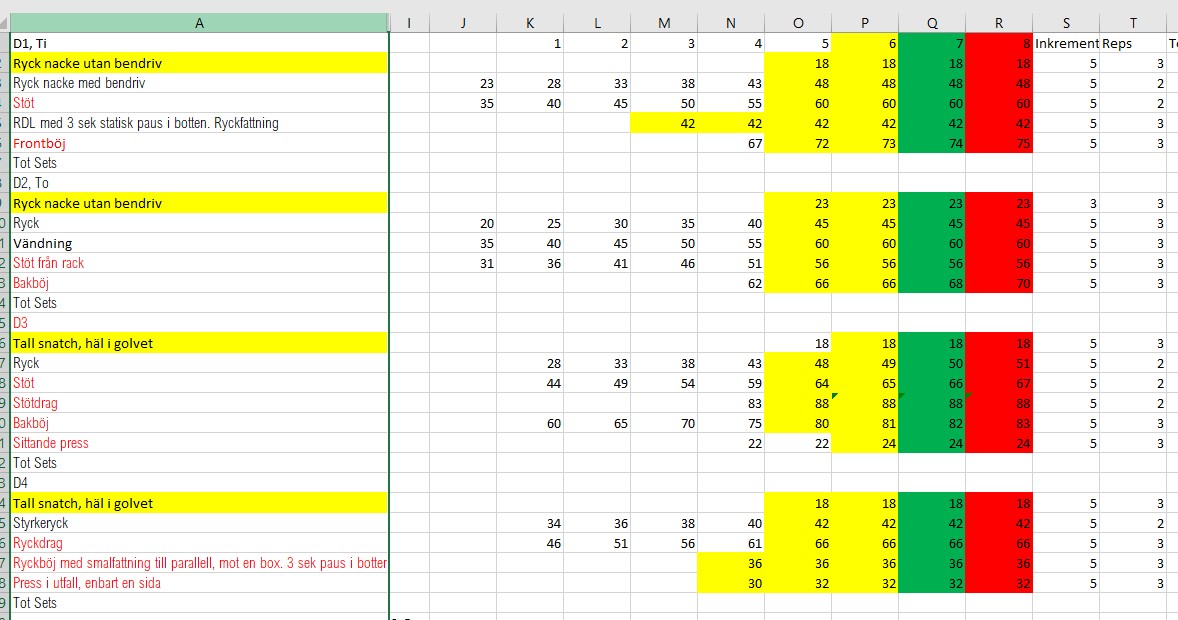 A I J K L M N O P Q R S T
D1, Ti 1 2 3 4 5 6 7 8 Inkrement Reps
Ryck nacke utan bendriv 18 18 18 18 5 3
Ryck nacke med bendriv 23 28 33 38 43 48 48 48 48 5 2
Stöt 35 40 45 50 55 60 60 60 60 5 2
RDL med 3 sek statisk paus i botten. Ryckfattning 42 42 42 42 42 42 5 3
Frontböj 67 72 73 74 75 5 3
Tot Sets
D2, To
Ryck nacke utan bendriv 23 23 23 23 3 3
Ryck 20 25 30 35 40 45 45 45 45 5 3
Vändning 35 40 45 50 55 60 60 60 60 5 3
Stöt från rack 31 36 41 46 51 56 56 56 56 5 3
Bakböj 62 66 66 68 70 5 3
Tot Sets
D3
Tall snatch, häl i golvet 18 18 18 18 5 3
Ryck 28 33 38 43 48 49 50 51 5 2
Stöt 44 49 54 59 64 65 66 67 5 2
Stötdrag 83 88 88 88 88 5 2
Bakböj 60 65 70 75 80 81 82 83 5 3
Sittande press 22 22 24 24 24 5 3
Tot Sets
D4
Tall snatch, häl i golvet 18 18 18 18 5 3
Styrkeryck 34 36 38 40 42 42 42 42 5 2
Ryckdrag 46 51 56 61 66 66 66 66 5 3
Ryckböj med smalfattning till parallell, mot en box. 3 sek paus i botter 36 36 36 36 36 5 3
Press i utfall, enbart en sida 30 32 32 32 32 5 3
Tot Sets